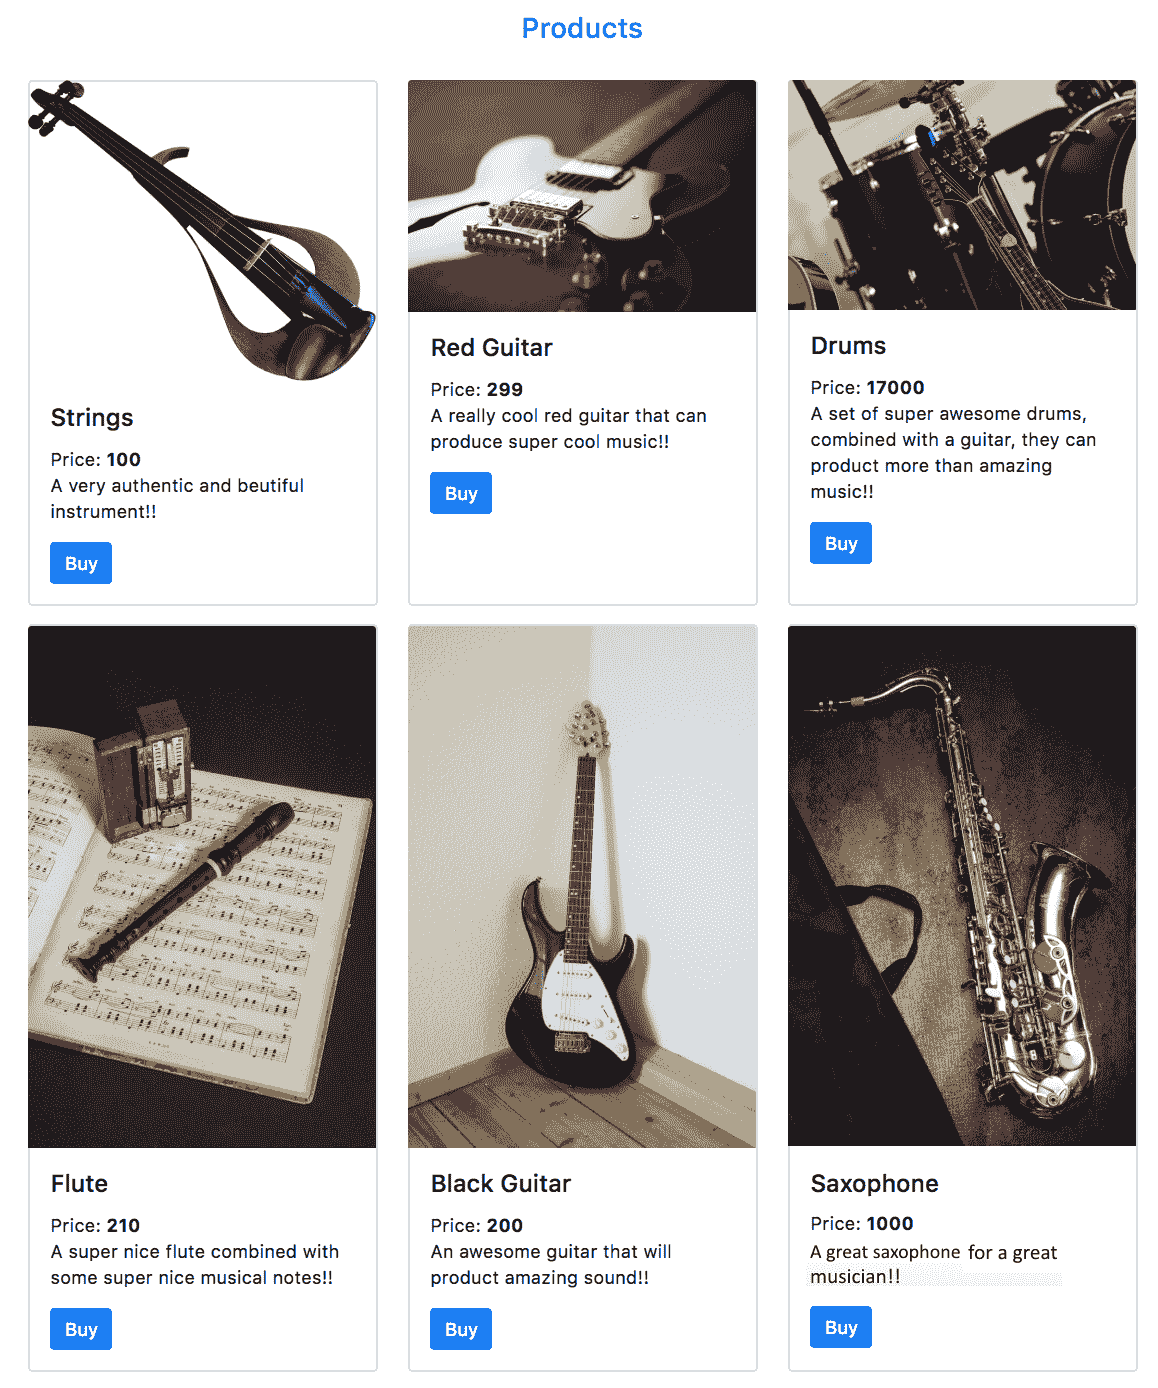 Products
Strings
Price: 100
A very authentic and beutiful
instrument!!
Buy
Red Guitar
Price: 299
A really cool red guitar that can
produce super cool music!!
Buy
Drums
Price: 17000
A set of super awesome drums,
combined with a guitar, they can
product more than amazing
music!!
Buy
Flute
Price: 210
A super nice flute combined with
some super nice musical notes!!
Buy
Black Guitar
Price: 200
An awesome guitar that will
product amazing sound!!
Buy
Saxophone
Price: 1000
A great saxophone for a great
musician!!
Buy